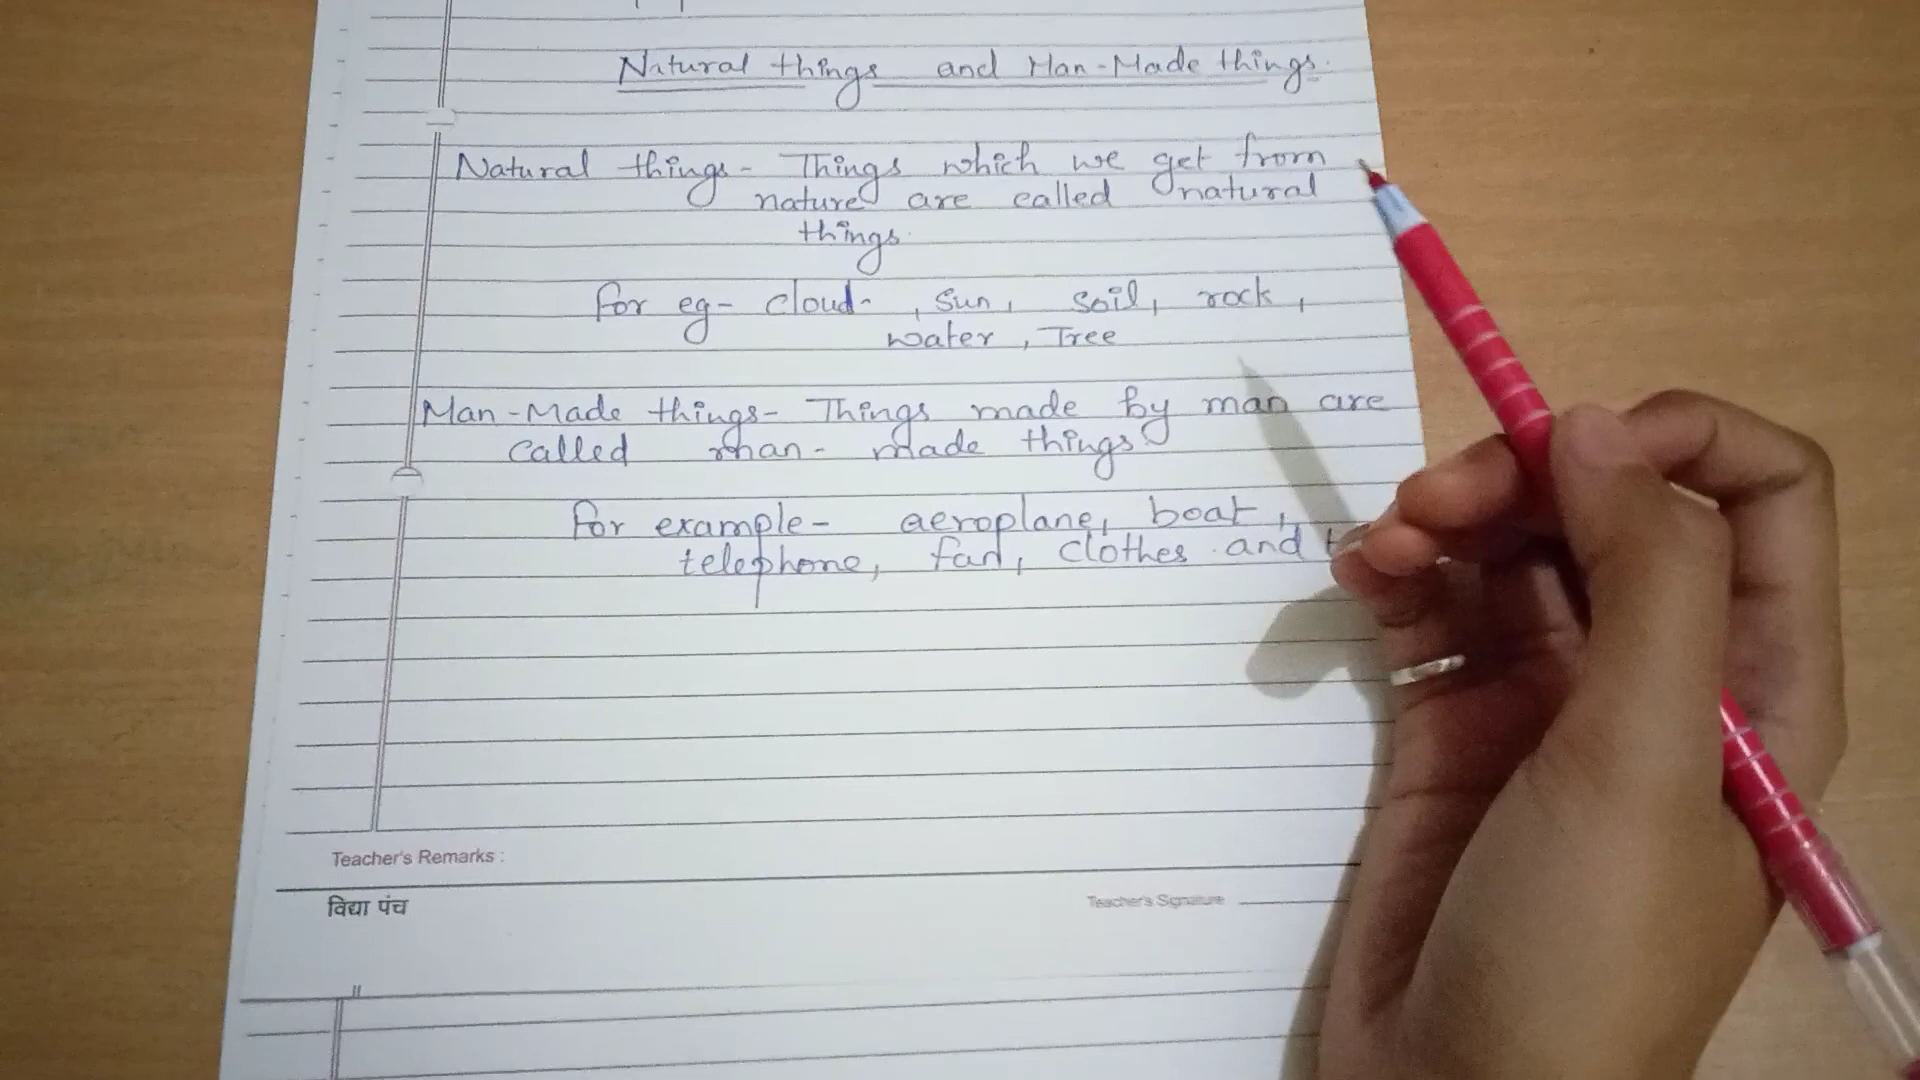 Natural things and Man-Made things.
Natural things- Things which we get from
nature are called natural
things.
for eg- cloud- , sun, soil, rock,
water, Tree
Man-Made things- Things made by man are
called man- made things
for example- aeroplane, boat,
telephone, fan, clothes and
Teacher's Remarks :
विद्या पंच
Teacher's Signature